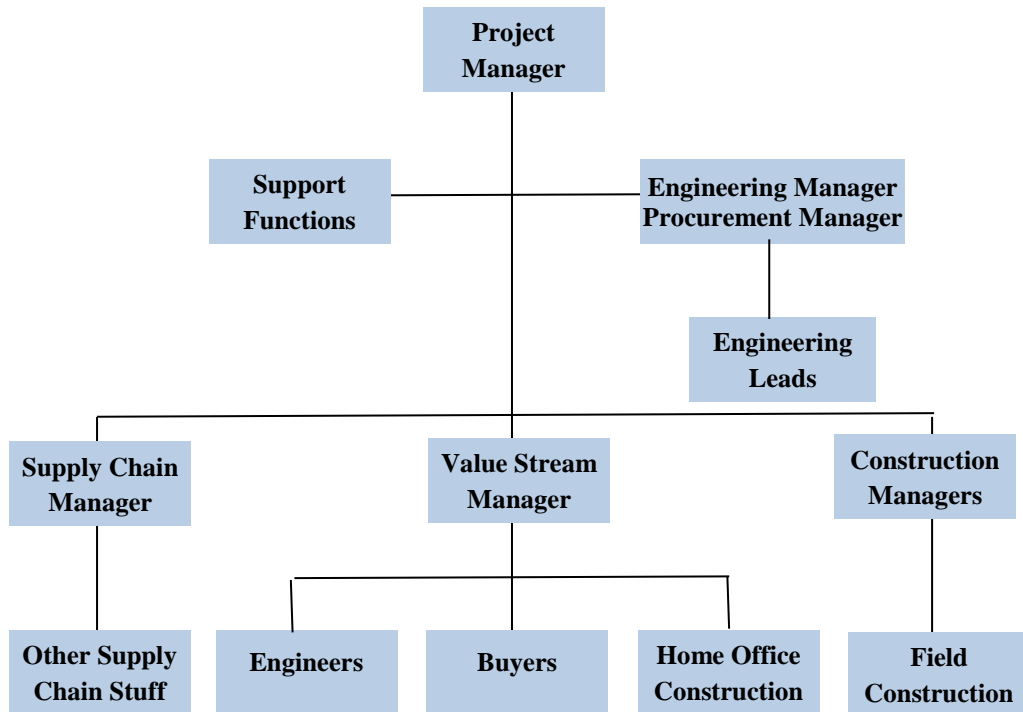 Project
Manager
Support
Functions
Engineering Manager
Procurement Manager
Engineering
Leads
Supply Chain
Manager
Value Stream
Manager
Construction
Managers
Other Supply
Chain Stuff
Engineers
Buyers
Home Office
Construction
Field
Construction